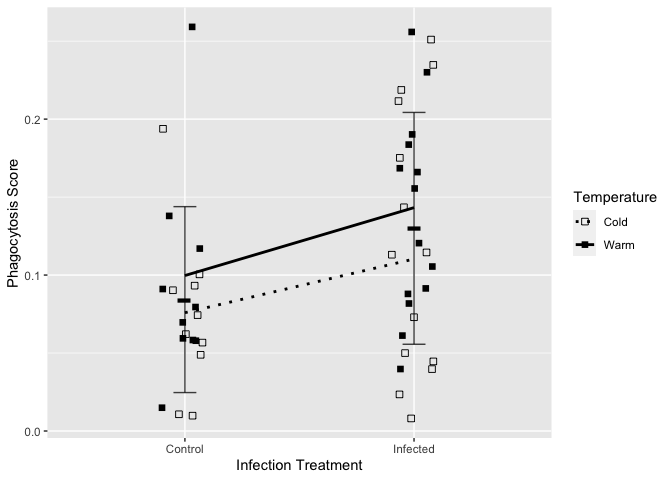 Phagocytosis Score
0.2
0.1
0.0
Control
Infected
Infection Treatment
Temperature
Cold
Warm